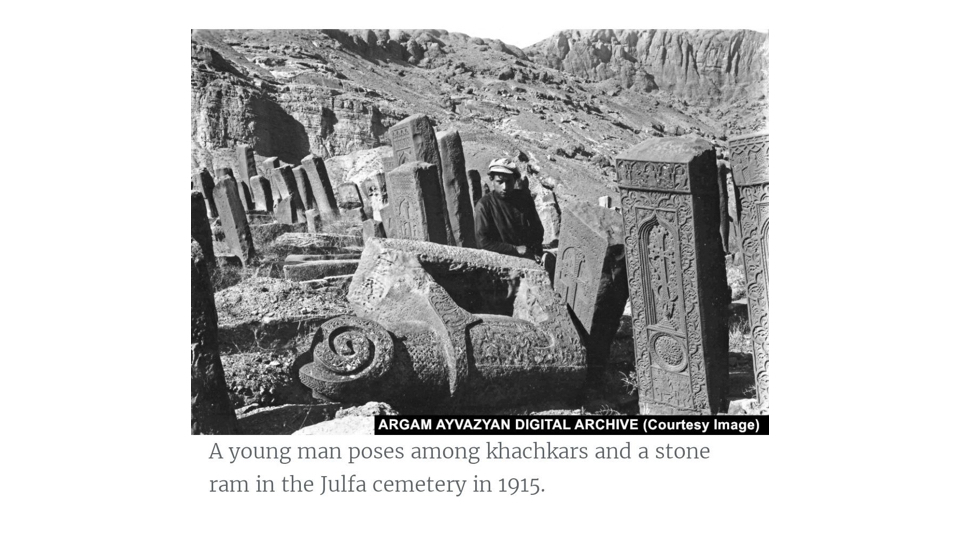 ARGAM AYVAZYAN DIGITAL ARCHIVE (Courtesy Image)
A young man poses among khachkars and a stone
ram in the Julfa cemetery in 1915.